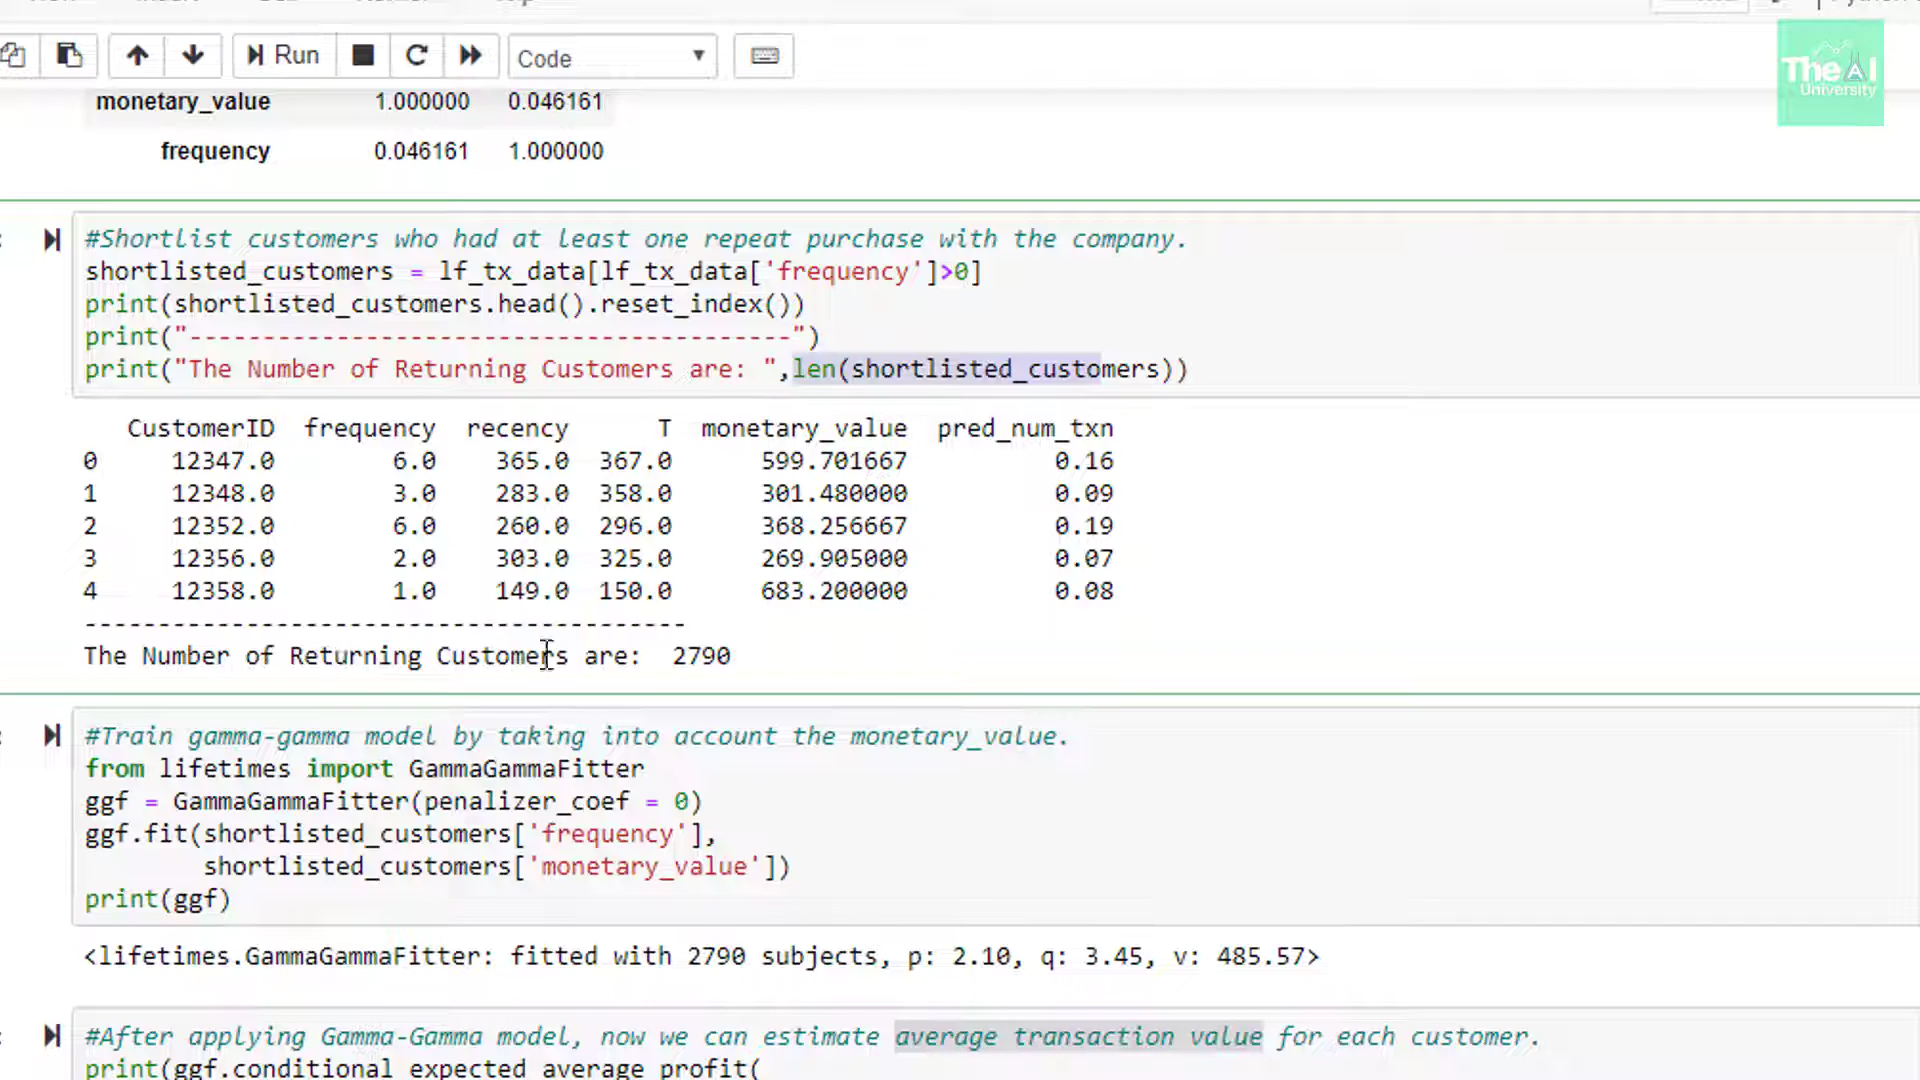 Run
Code
The AI
University
monetary_value 1.000000 0.046161
frequency 0.046161 1.000000
#Shortlist customers who had at least one repeat purchase with the company.
shortlisted_customers = lf_tx_data[lf_tx_data['frequency']>0]
print(shortlisted_customers.head().reset_index())
print("-----------------------------------------")
print("The Number of Returning Customers are: ",len(shortlisted_customers))
CustomerID frequency recency T monetary_value pred_num_txn
0 12347.0 6.0 365.0 367.0 599.701667 0.16
1 12348.0 3.0 283.0 358.0 301.480000 0.09
2 12352.0 6.0 260.0 296.0 368.256667 0.19
3 12356.0 2.0 303.0 325.0 269.905000 0.07
4 12358.0 1.0 149.0 150.0 683.200000 0.08
-----------------------------------------
The Number of Returning Customers are:  2790
#Train gamma-gamma model by taking into account the monetary_value.
from lifetimes import GammaGammaFitter
ggf = GammaGammaFitter(penalizer_coef = 0)
ggf.fit(shortlisted_customers['frequency'],
shortlisted_customers['monetary_value'])
print(ggf)
<lifetimes.GammaGammaFitter: fitted with 2790 subjects, p: 2.10, q: 3.45, v: 485.57>
#After applying Gamma-Gamma model, now we can estimate average transaction value for each customer.
print(ggf.conditional_expected_average_profit(